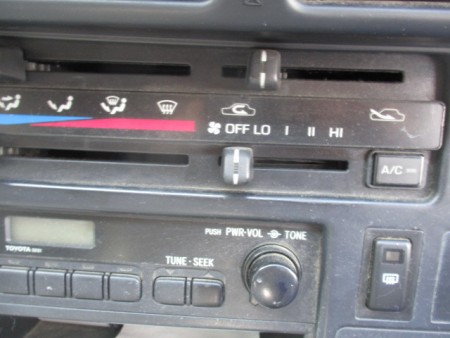 OFF LO I II HI
A/C
PUSH PWR-VOL TONE
TOYOTA
TUNE - SEEK